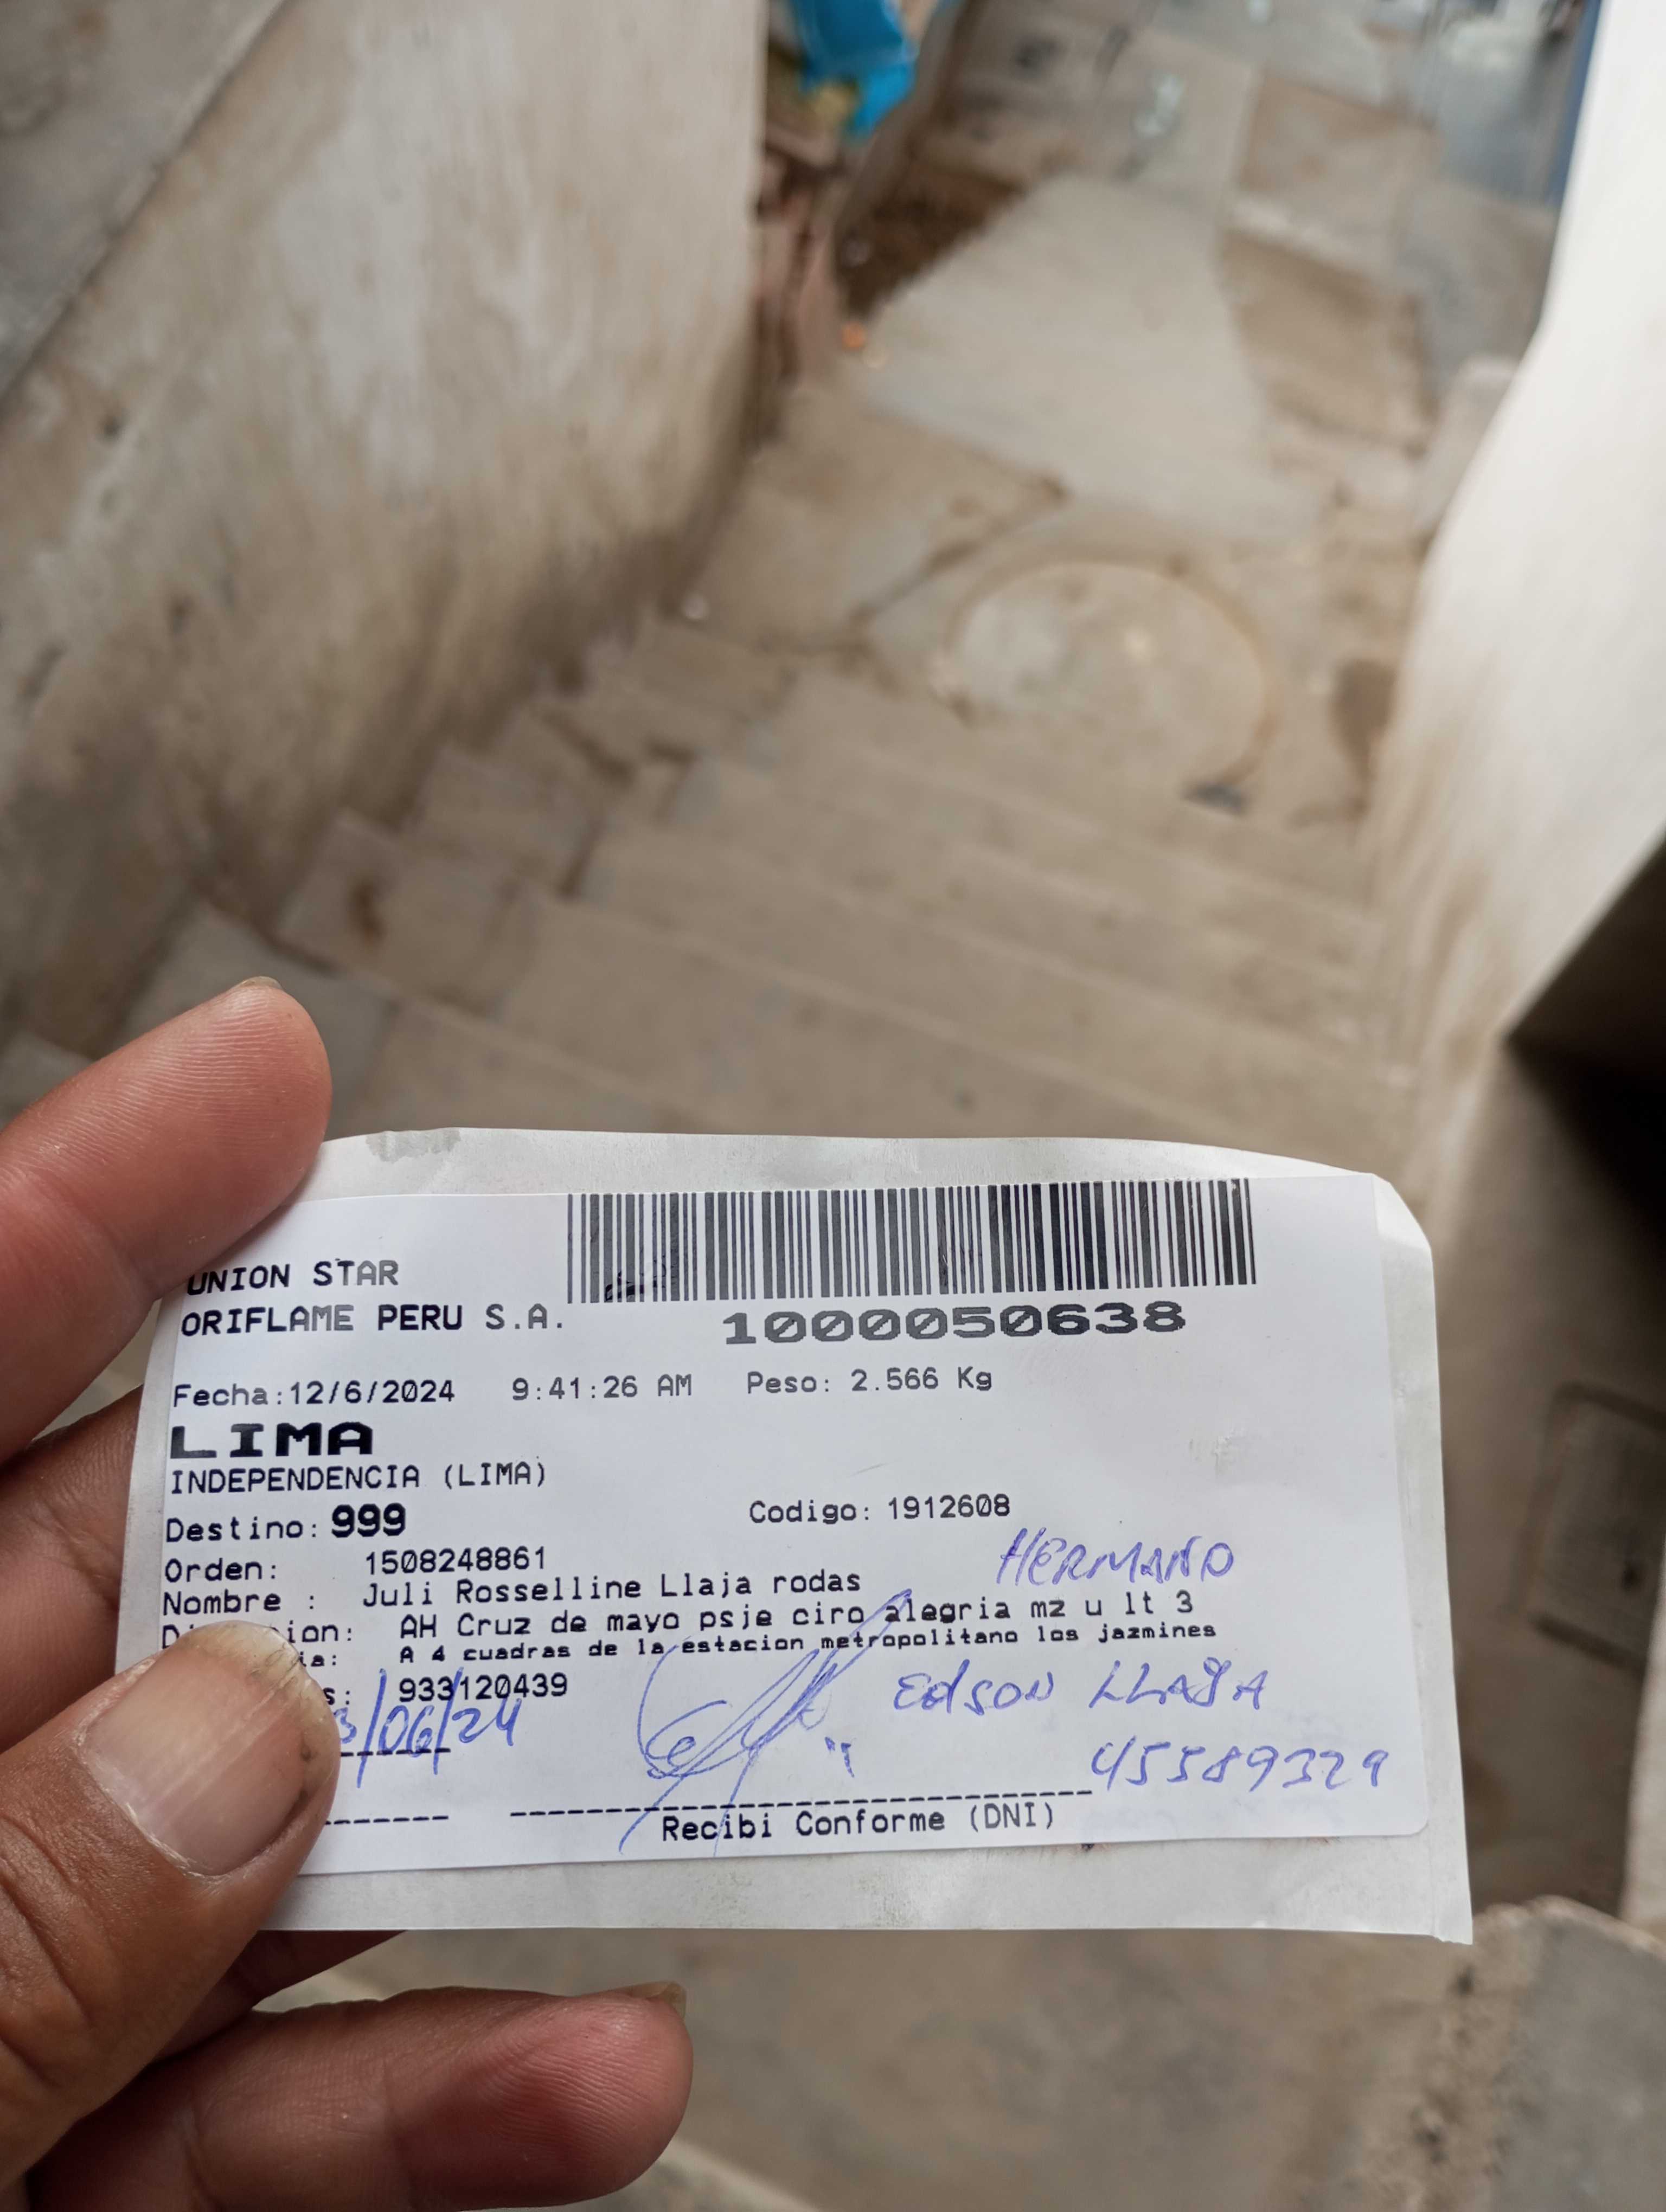 UNION STAR
ORIFLAME PERU S.A.
1000050638
Fecha:12/6/2024 9:41:26 AM Peso: 2.566 Kg
LIMA
INDEPENDENCIA (LIMA)
Destino: 999 Codigo: 1912608
Orden: 1508248861
HERMANO
Nombre : Juli Rosselline Llaja rodas
AH Cruz de mayo psje ciro alegria mz u lt 3
A 4 cuadras de la estacion metropolitano los jazmines
933120439
/06/24
Edson LLAJA
45589329
Recibi Conforme (DNI)